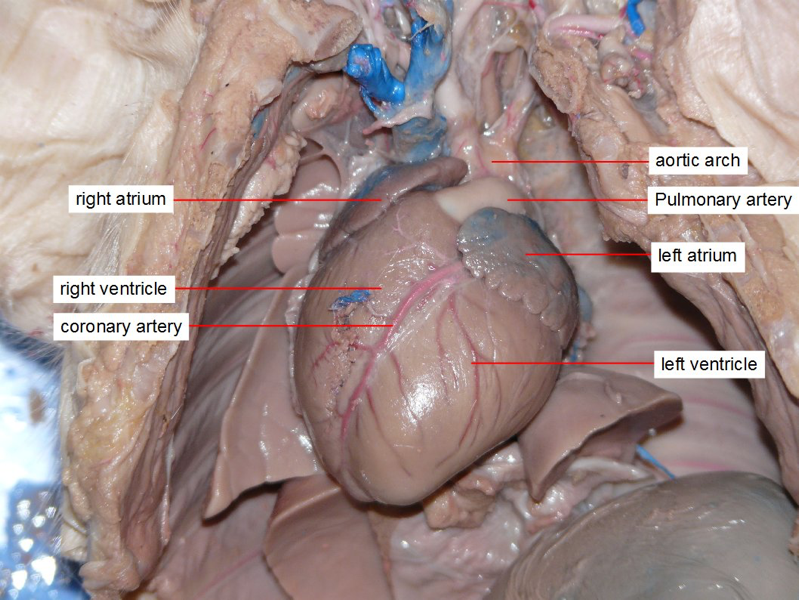 aortic arch
right atrium
Pulmonary artery
left atrium
right ventricle
coronary artery
left ventricle